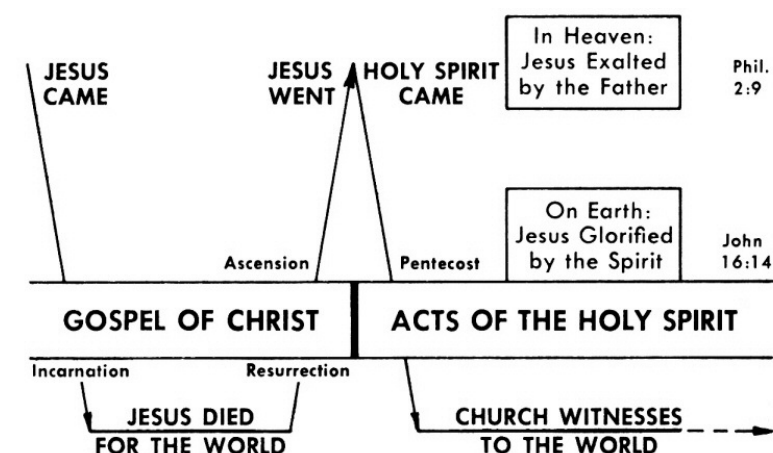 JESUS
CAME
JESUS
WENT
HOLY SPIRIT
CAME
In Heaven:
Jesus Exalted
by the Father
Phil.
2:9
On Earth:
Jesus Glorified
by the Spirit
John
16:14
Ascension
Pentecost
GOSPEL OF CHRIST
ACTS OF THE HOLY SPIRIT
Incarnation
Resurrection
JESUS DIED
FOR THE WORLD
CHURCH WITNESSES
TO THE WORLD